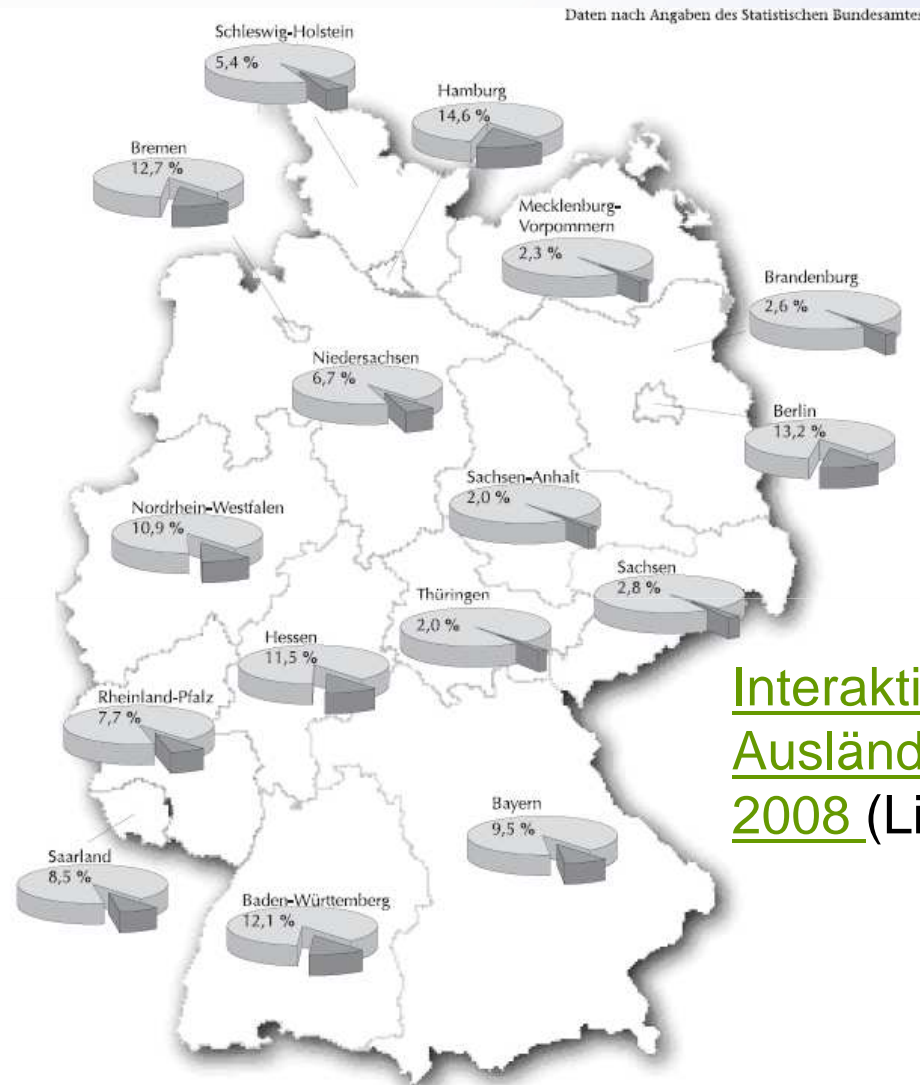 Daten nach Angaben des Statistischen Bundesamtes
Schleswig-Holstein
5,4 %
Hamburg
14,6 %
Bremen
12,7 %
Mecklenburg-
Vorpommern
2,3 %
Brandenburg
2,6 %
Niedersachsen
6,7 %
Berlin
13,2 %
Sachsen-Anhalt
2,0 %
Nordrhein-Westfalen
10,9 %
Sachsen
2,8 %
Thüringen
2,0 %
Hessen
11,5 %
Rheinland-Pfalz
7,7 %
Interakti
Ausländ
2008 (Li
Bayern
9,5 %
Saarland
8,5 %
Baden-Württemberg
12,1 %